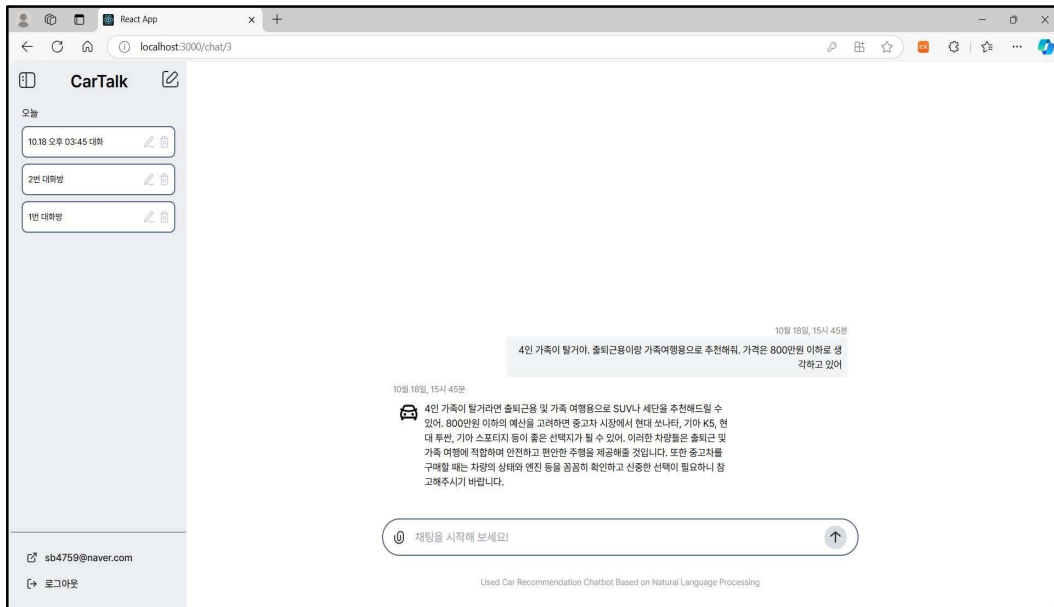 React App
localhost:3000/chat/3
CarTalk
오늘
10.18 오후 03:45 대화
2번 대화방
1번 대화방
10월 18일, 15시 45분
4인 가족이 탈거야. 출퇴근용이랑 가족여행용으로 추천해줘. 가격은 800만원 이하로 생
각하고 있어
10월 18일, 15시 45분
4인 가족이 탈거라면 출퇴근용 및 가족 여행용으로 SUV나 세단을 추천해드릴 수
있어. 800만원 이하의 예산을 고려하면 중고차 시장에서 현대 쏘나타, 기아 K5, 현
대 투싼, 기아 스포티지 등이 좋은 선택지가 될 수 있어. 이러한 차량들은 출퇴근 및
가족 여행에 적합하며 안전하고 편안한 주행을 제공해줄 것입니다. 또한 중고차를
구매할 때는 차량의 상태와 엔진 등을 꼼꼼히 확인하고 신중한 선택이 필요하니 참
고해주시기 바랍니다.
채팅을 시작해 보세요!
Used Car Recommendation Chatbot Based on Natural Language Processing
sb4759@naver.com
로그아웃